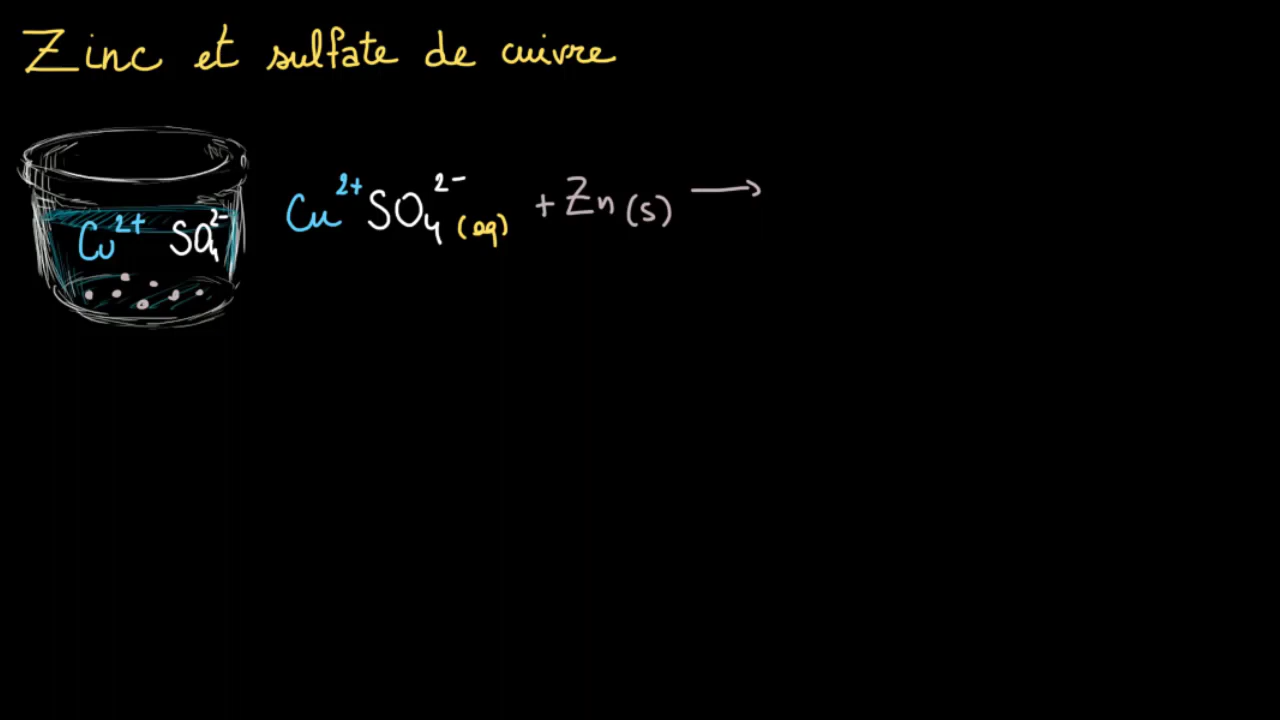 Zinc et sulfate de cuivre
Cu²⁺ SO₄²⁻ (aq) + Zn (s) →
Cu²⁺ SO₄²⁻